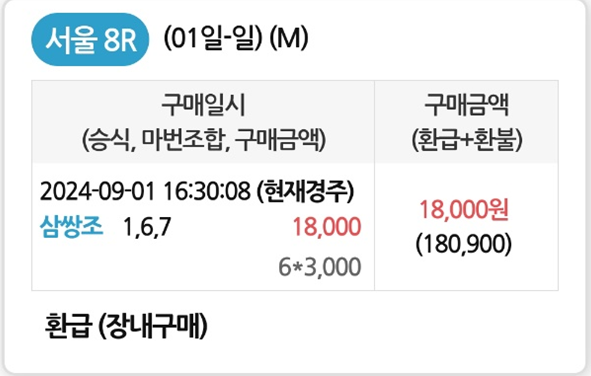 서울 8R (01일-일) (M)
구매일시
(승식, 마번조합, 구매금액)
구매금액
(환급+환불)
2024-09-01 16:30:08 (현재경주)
삼쌍조 1,6,7 18,000
6*3,000
18,000원
(180,900)
환급 (장내구매)